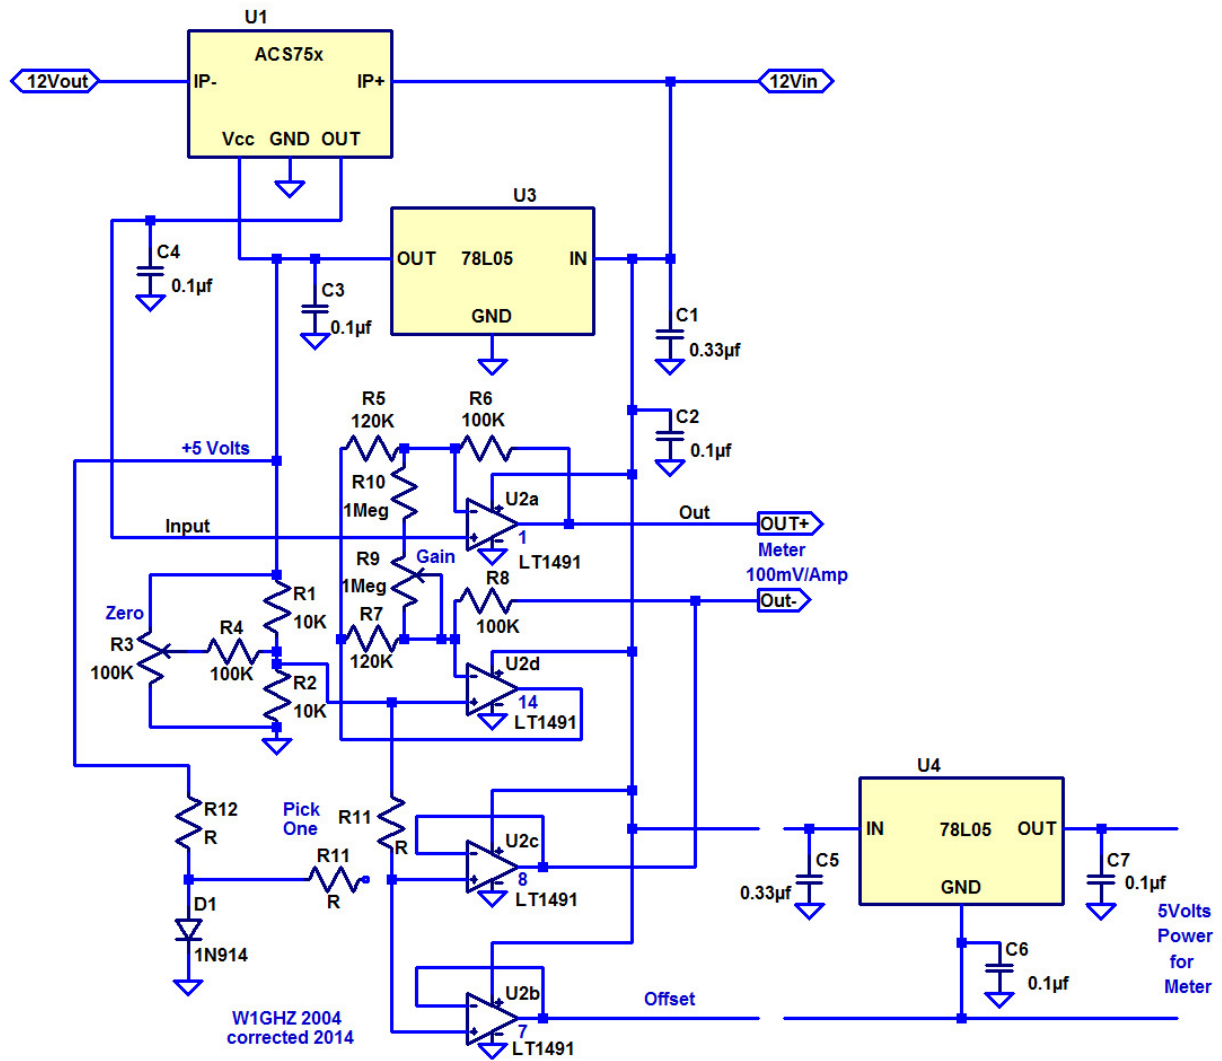 U1
ACS75x
12Vout
IP-
IP+
12Vin
Vcc GND OUT
U3
C4
0.1µf
OUT
78L05
IN
C3
0.1µf
GND
C1
0.33µf
R5
120K
R6
100K
C2
0.1µf
+5 Volts
R10
1Meg
U2a
-
+
+
-
Input
1
LT1491
Out
OUT+
Meter
100mV/Amp
Out-
R9
1Meg
Gain
R8
100K
R1
10K
Zero
R3
100K
R4
100K
R7
120K
R2
10K
U2d
-
+
+
-
14
LT1491
U4
R12
R
Pick
One
R11
R
U2c
-
+
+
-
8
LT1491
IN
78L05
OUT
GND
C5
0.33µf
C7
0.1µf
R11
R
D1
1N914
5Volts
Power
for
Meter
C6
0.1µf
U2b
-
+
+
-
7
LT1491
Offset
W1GHZ 2004
corrected 2014